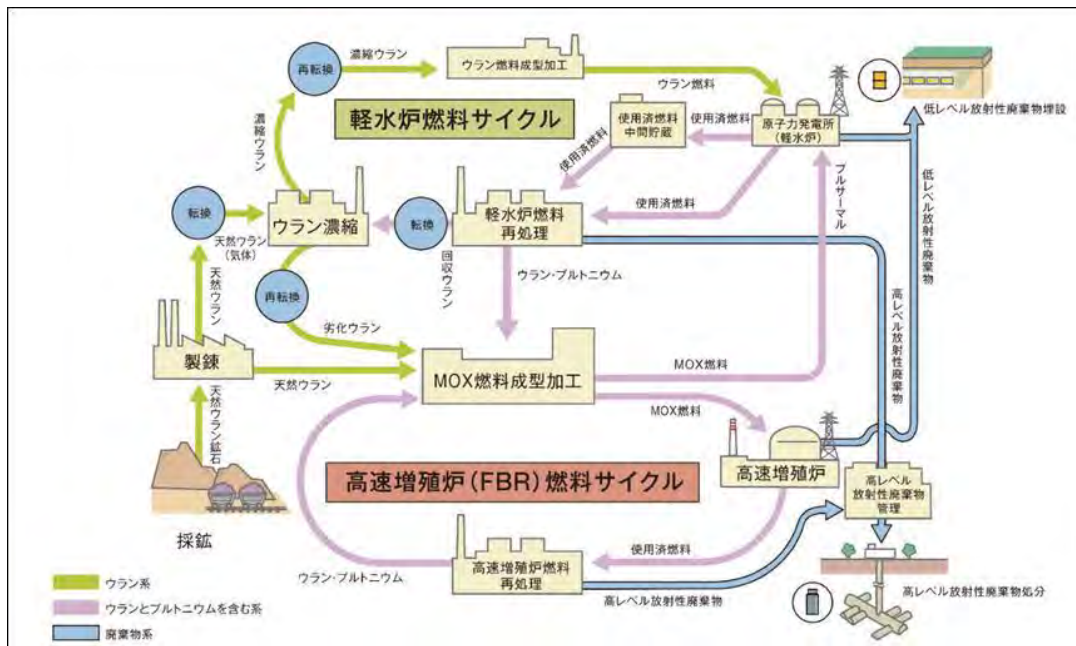 濃縮ウラン
再転換
ウラン燃料成型加工
ウラン燃料
軽水炉燃料サイクル
使用済燃料
中間貯蔵
使用済燃料
原子力発電所
(軽水炉)
低レベル放射性廃棄物埋設
濃縮ウラン
使用済燃料
プルサーマル
低レベル放射性廃棄物
転換
天然ウラン
(気体)
ウラン濃縮
転換
回収ウラン
軽水炉燃料
再処理
使用済燃料
ウラン・プルトニウム
高レベル放射性廃棄物
天然ウラン
再転換
劣化ウラン
製錬
天然ウラン
MOX燃料成型加工
MOX燃料
MOX燃料
天然ウラン鉱石
採鉱
高速増殖炉(FBR)燃料サイクル
高速増殖炉
高レベル
放射性廃棄物
管理
使用済燃料
ウラン・プルトニウム
高速増殖炉燃料
再処理
高レベル放射性廃棄物
高レベル放射性廃棄物処分
ウラン系
ウランとプルトニウムを含む系
廃棄物系